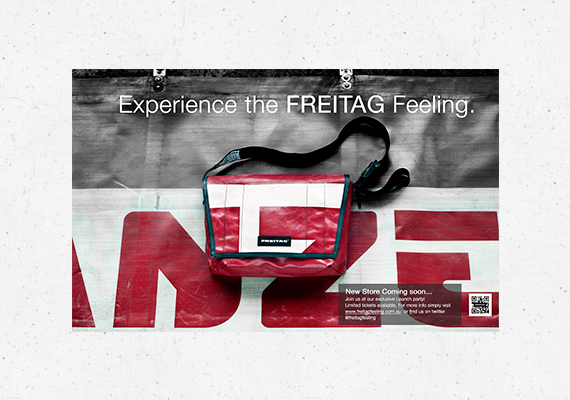 Experience the FREITAG Feeling.
ANZE
FREITAG
New Store Coming soon...
Join us at our exclusive Launch party!
Limited tickets available. For more info simply visit
www.freitagfeeling.com.au or find us on twitter
@freitagfeeling